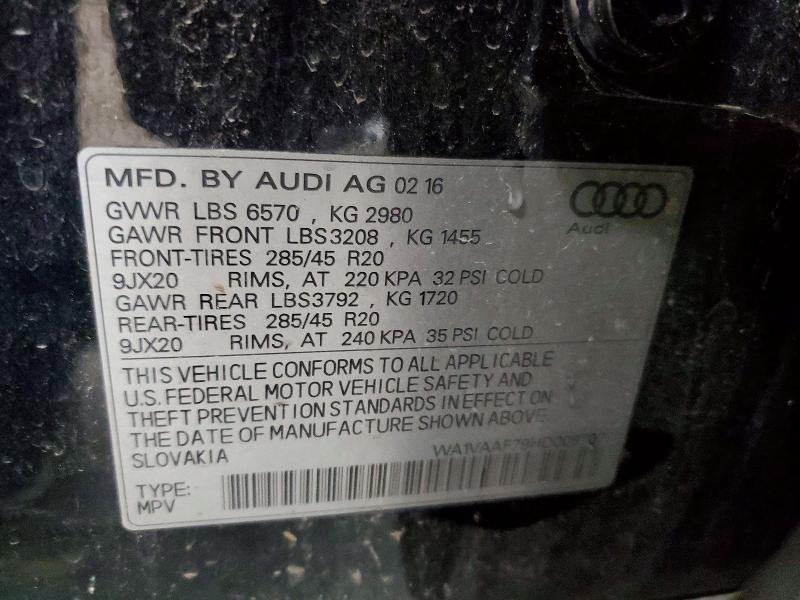 MFD. BY AUDI AG 02 16
Audi
GVWR LBS 6570 , KG 2980
GAWR FRONT LBS3208 , KG 1455
FRONT-TIRES 285/45 R20
9JX20 RIMS, AT 220 KPA 32 PSI COLD
GAWR REAR LBS3792 , KG 1720
REAR-TIRES 285/45 R20
9JX20 RIMS, AT 240 KPA 35 PSI COLD
THIS VEHICLE CONFORMS TO ALL APPLICABLE
U.S. FEDERAL MOTOR VEHICLE SAFETY AND
THEFT PREVENTION STANDARDS IN EFFECT ON
THE DATE OF MANUFACTURE SHOWN ABOVE.
SLOVAKIA
TYPE:
MPV